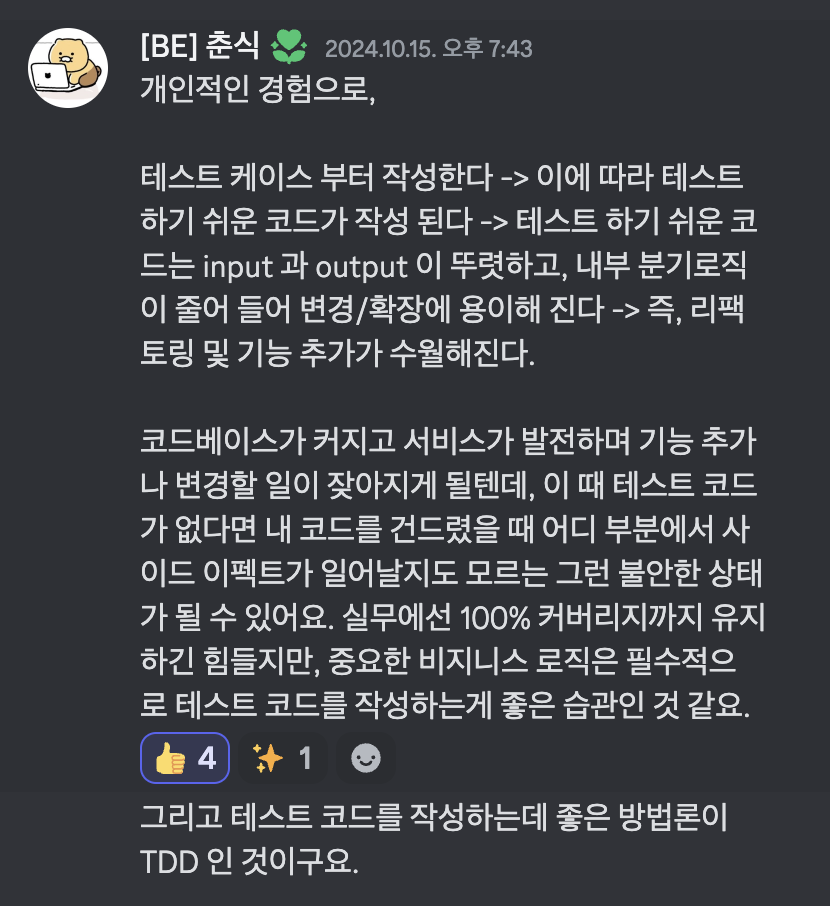 [BE] 춘식 2024.10.15. 오후 7:43
개인적인 경험으로,
테스트 케이스 부터 작성한다 -> 이에 따라 테스트
하기 쉬운 코드가 작성 된다 -> 테스트 하기 쉬운 코
드는 input 과 output 이 뚜렷하고, 내부 분기로직
이 줄어 들어 변경/확장에 용이해 진다 -> 즉, 리팩
토링 및 기능 추가가 수월해진다.
코드베이스가 커지고 서비스가 발전하며 기능 추가
나 변경할 일이 잦아지게 될텐데, 이 때 테스트 코드
가 없다면 내 코드를 건드렸을 때 어디 부분에서 사
이드 이펙트가 일어날지도 모르는 그런 불안한 상태
가 될 수 있어요. 실무에선 100% 커버리지까지 유지
하긴 힘들지만, 중요한 비지니스 로직은 필수적으
로 테스트 코드를 작성하는게 좋은 습관인 것 같요.
4 1
그리고 테스트 코드를 작성하는데 좋은 방법론이
TDD 인 것이구요.